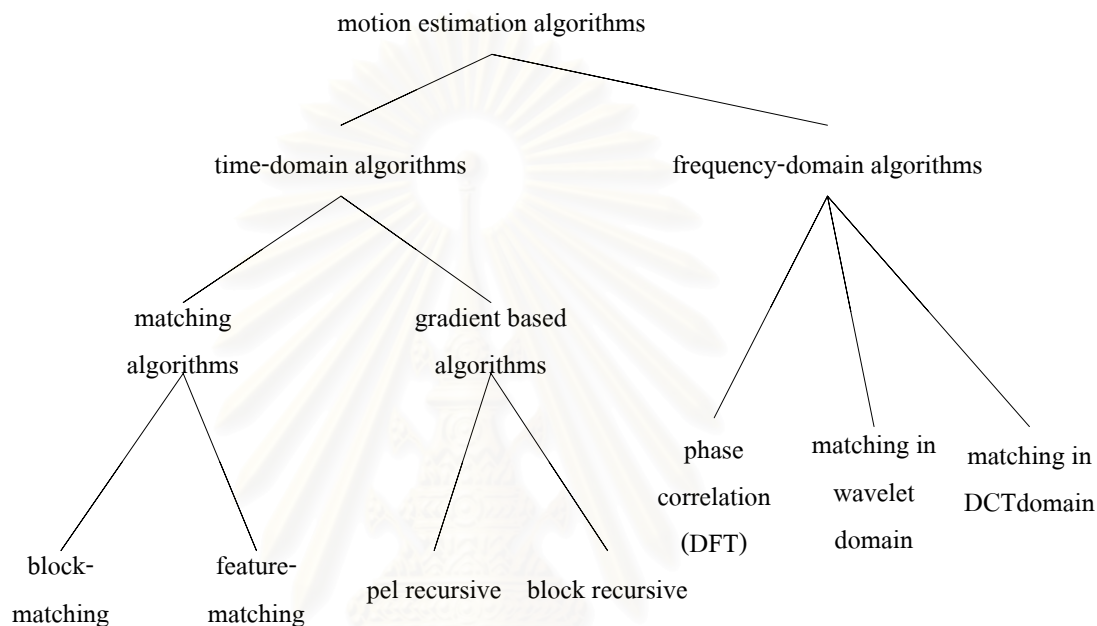 motion estimation algorithms
time-domain algorithms
frequency-domain algorithms
matching
algorithms
gradient based
algorithms
phase
correlation
(DFT)
matching in
wavelet
domain
matching in
DCTdomain
block-
matching
feature-
matching
pel recursive
block recursive